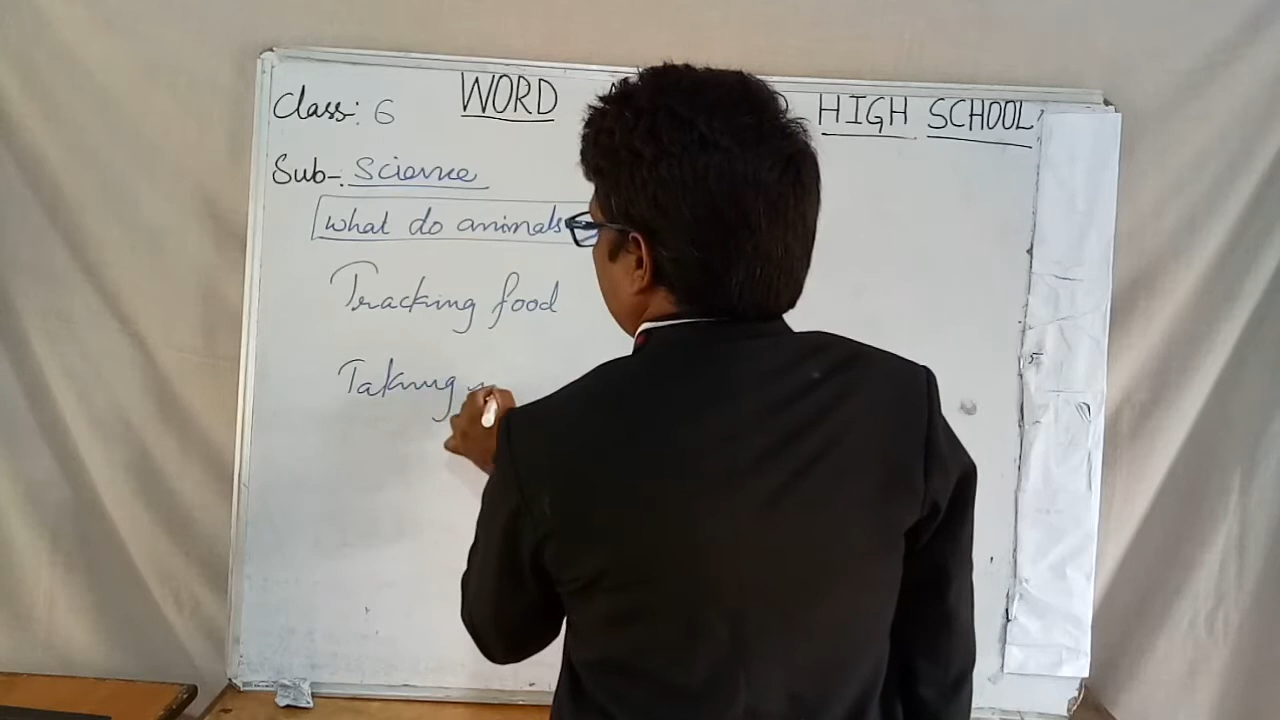 Class: 6
WORD HIGH SCHOOL
Sub-. Science
What do animals
Tracking food
Taking